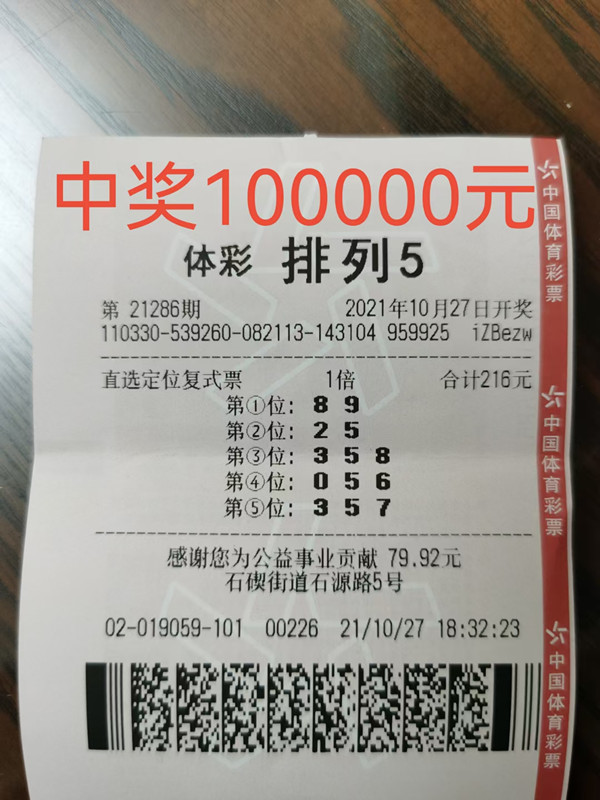 中奖100000元
体彩 排列5
第 21286期 2021年10月27日开奖
110330-539260-082113-143104 959925 iZBezw
直选定位复式票 1倍 合计216元
第①位: 8 9
第②位: 2 5
第③位: 3 5 8
第④位: 0 5 6
第⑤位: 3 5 7
感谢您为公益事业贡献 79.92元
石碶街道石源路5号
02-019059-101 00226 21/10/27 18:32:23
中国体育彩票
中国体育彩票
中国体育彩票